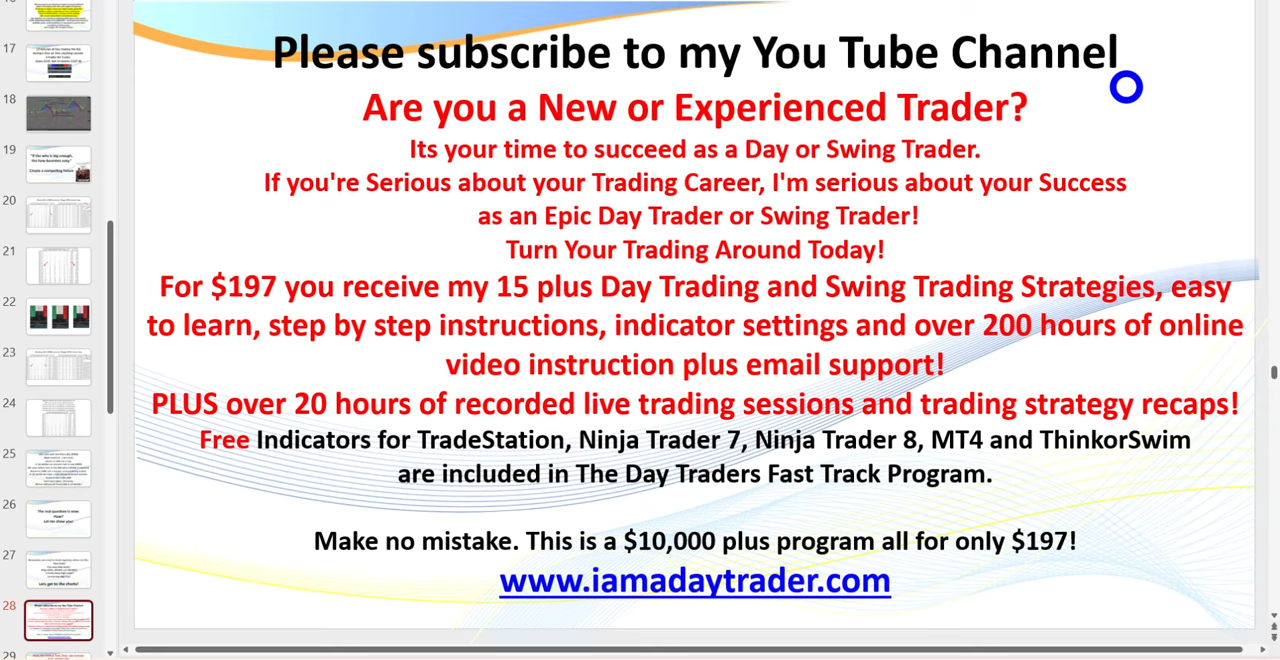 Please subscribe to my You Tube Channel
Are you a New or Experienced Trader?
Its your time to succeed as a Day or Swing Trader.
If you're Serious about your Trading Career, I'm serious about your Success
as an Epic Day Trader or Swing Trader!
Turn Your Trading Around Today!
For $197 you receive my 15 plus Day Trading and Swing Trading Strategies, easy
to learn, step by step instructions, indicator settings and over 200 hours of online
video instruction plus email support!
PLUS over 20 hours of recorded live trading sessions and trading strategy recaps!
Free Indicators for TradeStation, Ninja Trader 7, Ninja Trader 8, MT4 and ThinkorSwim
are included in The Day Traders Fast Track Program.
Make no mistake. This is a $10,000 plus program all for only $197!
www.iamadaytrader.com
17
18
19
20
21
22
23
24
25
26
27
28
29